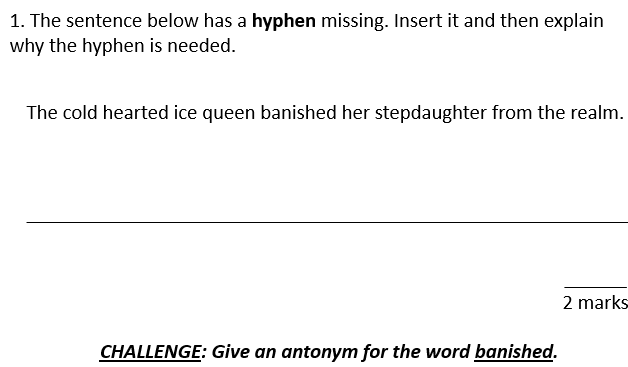 1. The sentence below has a hyphen missing. Insert it and then explain
why the hyphen is needed.
The cold hearted ice queen banished her stepdaughter from the realm.
2 marks
CHALLENGE: Give an antonym for the word banished.